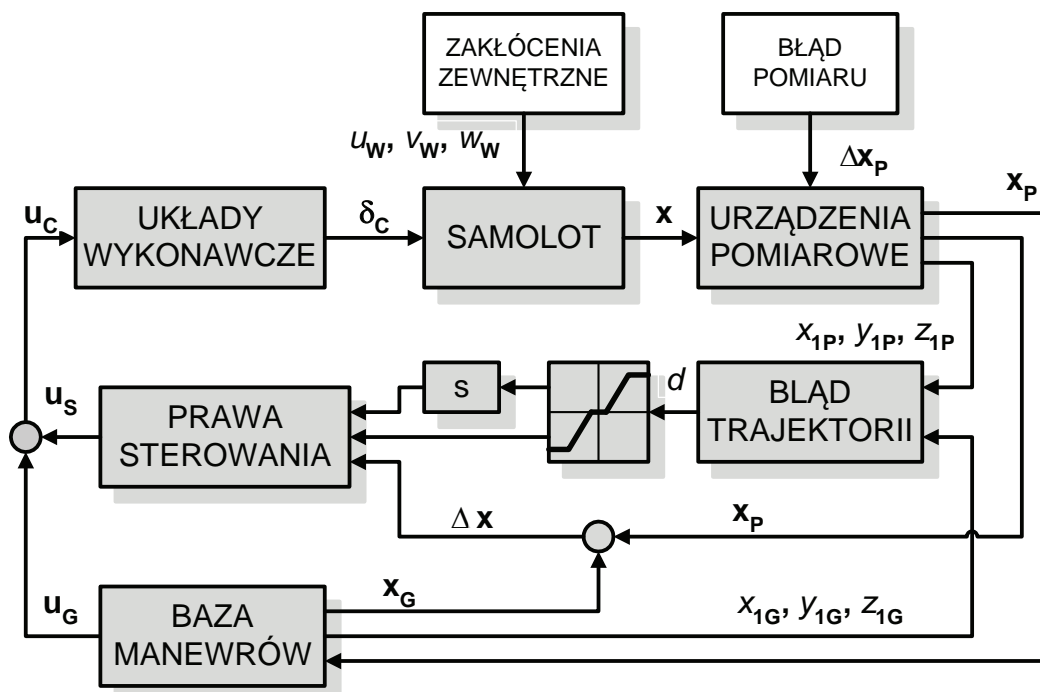 ZAKŁÓCENIA
ZEWNĘTRZNE
BŁĄD
POMIARU
u_W, v_W, w_W
Δx_P
x_P
u_C
UKŁADY
WYKONAWCZE
δ_C
SAMOLOT
x
URZĄDZENIA
POMIAROWE
x_1P, y_1P, z_1P
u_S
PRAWA
STEROWANIA
s
d
BLĄD
TRAJEKTORII
Δ x
x_P
u_G
BAZA
MANEWRÓW
x_G
x_1G, y_1G, z_1G